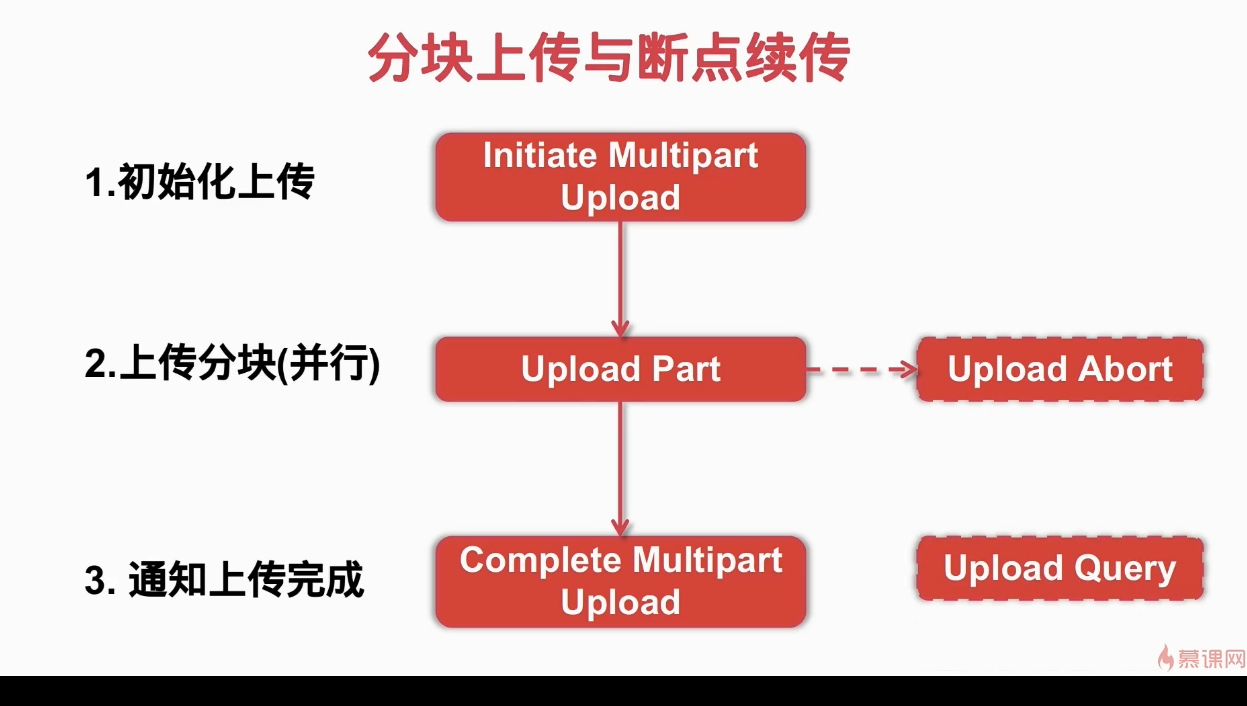 分块上传与断点续传
1.初始化上传
Initiate Multipart
Upload
2.上传分块(并行)
Upload Part
Upload Abort
3. 通知上传完成
Complete Multipart
Upload
Upload Query
慕课网